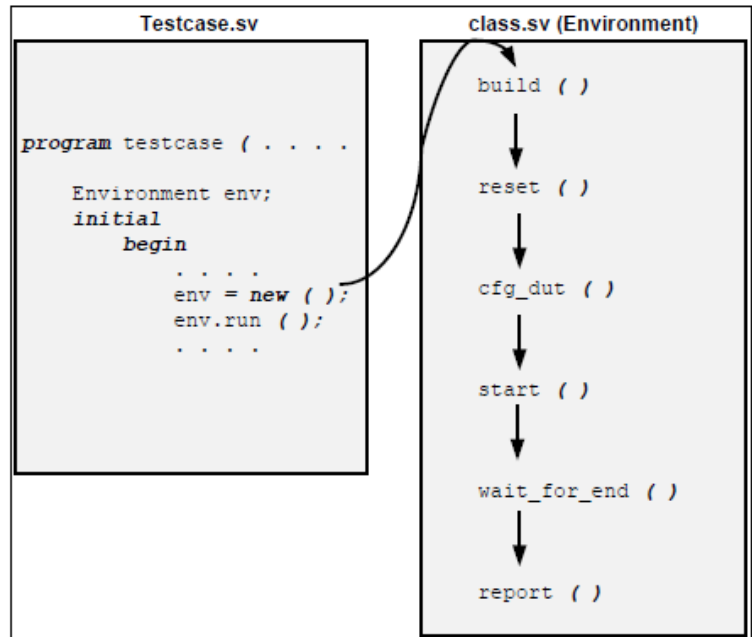 Testcase.sv
program testcase ( . . . .
Environment env;
initial
begin
. . . .
env = new ( );
env.run ( );
. . . .
class.sv (Environment)
build ( )
reset ( )
cfg_dut ( )
start ( )
wait_for_end ( )
report ( )